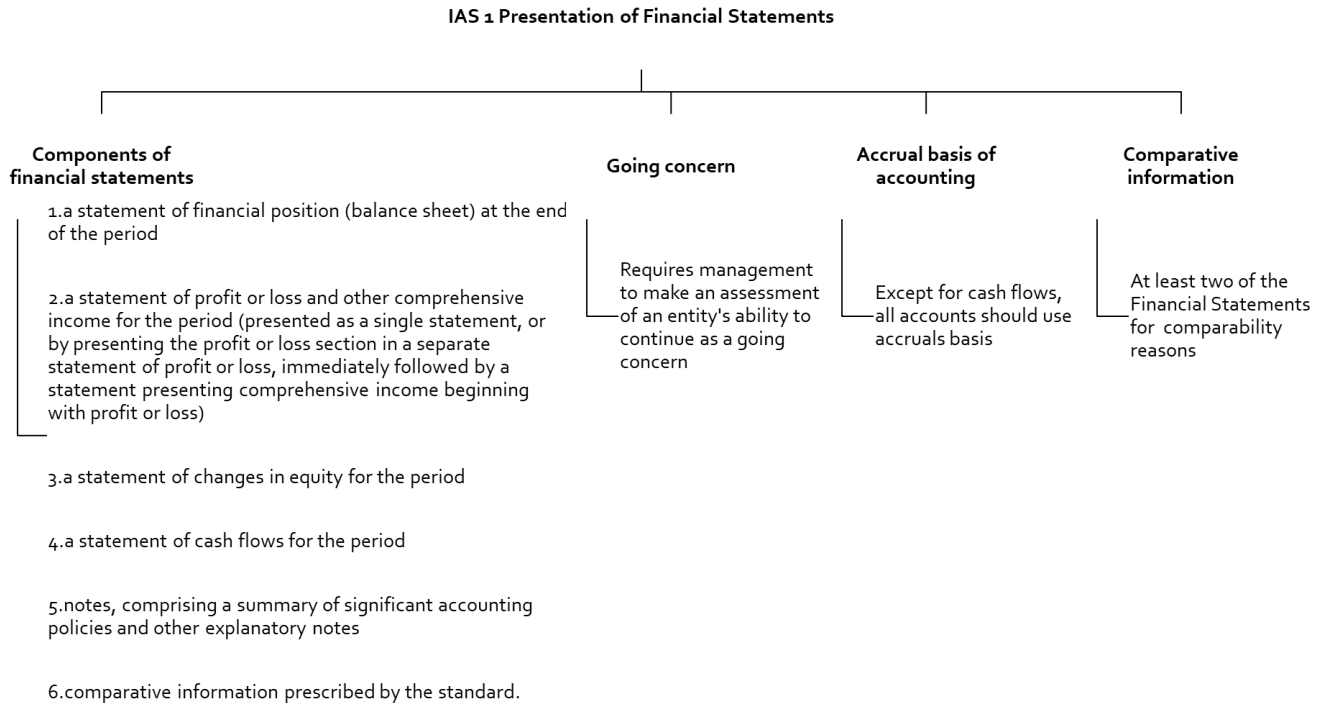 IAS 1 Presentation of Financial Statements
Components of
financial statements
1.a statement of financial position (balance sheet) at the end
of the period
2.a statement of profit or loss and other comprehensive
income for the period (presented as a single statement, or
by presenting the profit or loss section in a separate
statement of profit or loss, immediately followed by a
statement presenting comprehensive income beginning
with profit or loss)
3.a statement of changes in equity for the period
4.a statement of cash flows for the period
5.notes, comprising a summary of significant accounting
policies and other explanatory notes
6.comparative information prescribed by the standard.
Going concern
Requires management
to make an assessment
of an entity's ability to
continue as a going
concern
Accrual basis of
accounting
Except for cash flows,
all accounts should use
accruals basis
Comparative
information
At least two of the
Financial Statements
for comparability
reasons